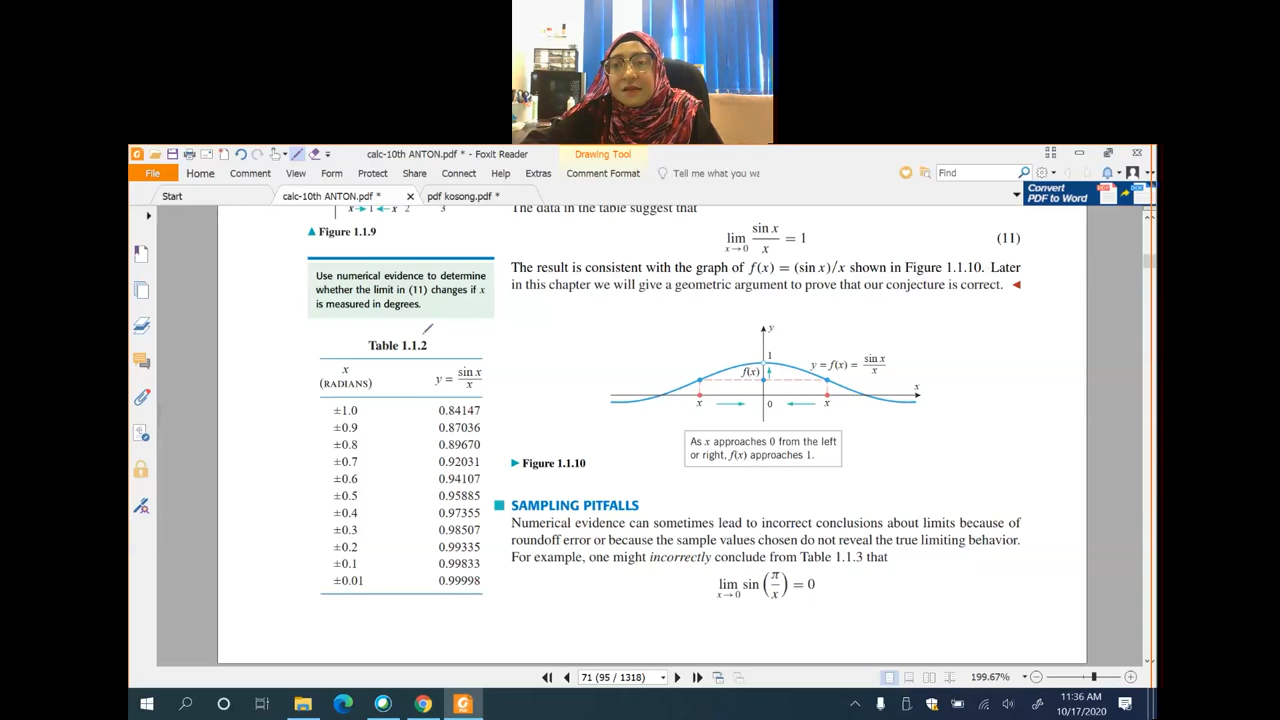 calc-10th ANTON.pdf * - Foxit Reader
Drawing Tool
File Home Comment View Form Protect Share Connect Help Extras Comment Format Tell me what you wa Find
Start calc-10th ANTON.pdf * pdf kosong.pdf *
Convert
PDF to Word
x → 1 ← x 2 3
▲ Figure 1.1.9
Use numerical evidence to determine
whether the limit in (11) changes if x
is measured in degrees.
Table 1.1.2
x (RADIANS) y = sin x / x
±1.0 0.84147
±0.9 0.87036
±0.8 0.89670
±0.7 0.92031
±0.6 0.94107
±0.5 0.95885
±0.4 0.97355
±0.3 0.98507
±0.2 0.99335
±0.1 0.99833
±0.01 0.99998
The data in the table suggest that
lim x→0 sin x / x = 1 (11)
The result is consistent with the graph of f(x) = (sin x)/x shown in Figure 1.1.10. Later
in this chapter we will give a geometric argument to prove that our conjecture is correct. ◄
y
1
f(x)
y = f(x) = sin x / x
x
x 0 x
As x approaches 0 from the left
or right, f(x) approaches 1.
► Figure 1.1.10
■ SAMPLING PITFALLS
Numerical evidence can sometimes lead to incorrect conclusions about limits because of
roundoff error or because the sample values chosen do not reveal the true limiting behavior.
For example, one might incorrectly conclude from Table 1.1.3 that
lim x→0 sin (π/x) = 0
71 (95 / 1318) 199.67%
11:36 AM
10/17/2020